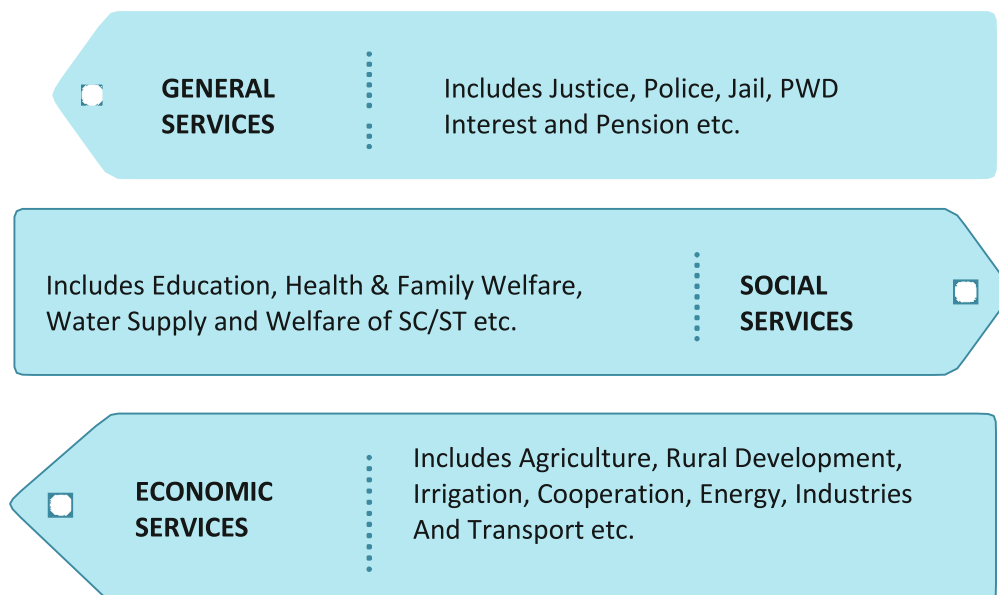 GENERAL
SERVICES
Includes Justice, Police, Jail, PWD
Interest and Pension etc.
Includes Education, Health & Family Welfare,
Water Supply and Welfare of SC/ST etc.
SOCIAL
SERVICES
ECONOMIC
SERVICES
Includes Agriculture, Rural Development,
Irrigation, Cooperation, Energy, Industries
And Transport etc.